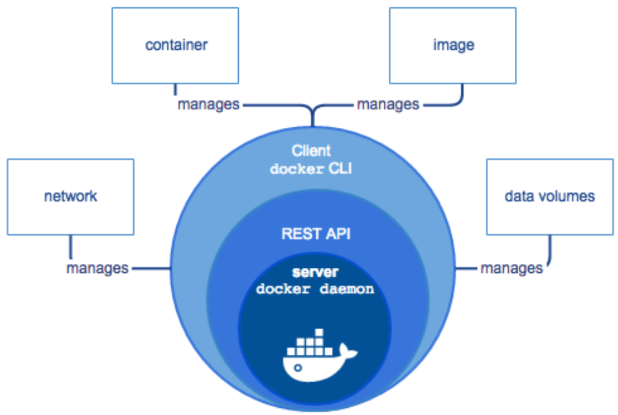 container
image
manages
manages
Client
docker CLI
network
data volumes
REST API
manages
server
manages
docker daemon